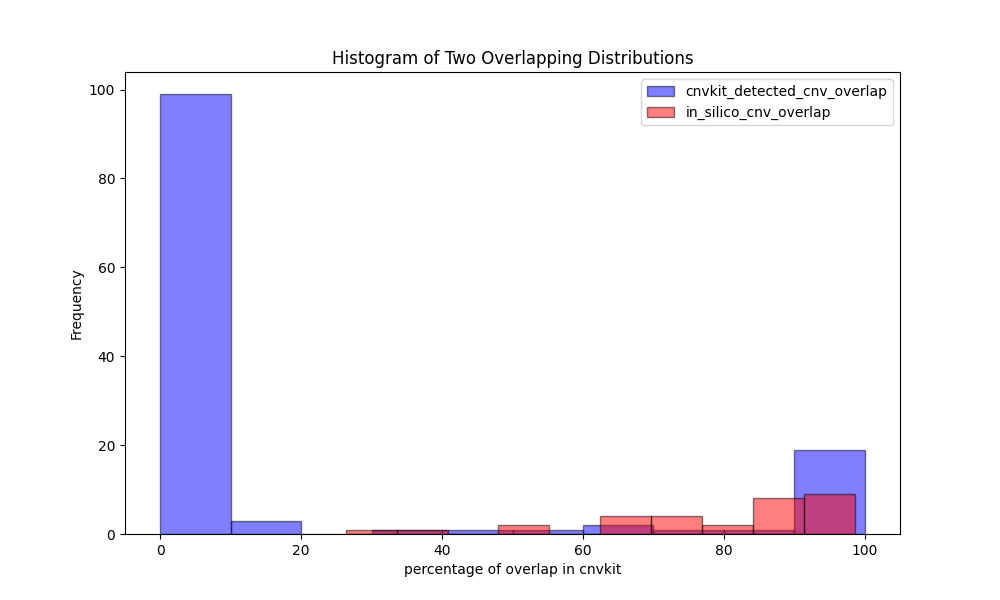 Histogram of Two Overlapping Distributions
cnvkit_detected_cnv_overlap
in_silico_cnv_overlap
Frequency
100
80
60
40
20
0
0 20 40 60 80 100
percentage of overlap in cnvkit